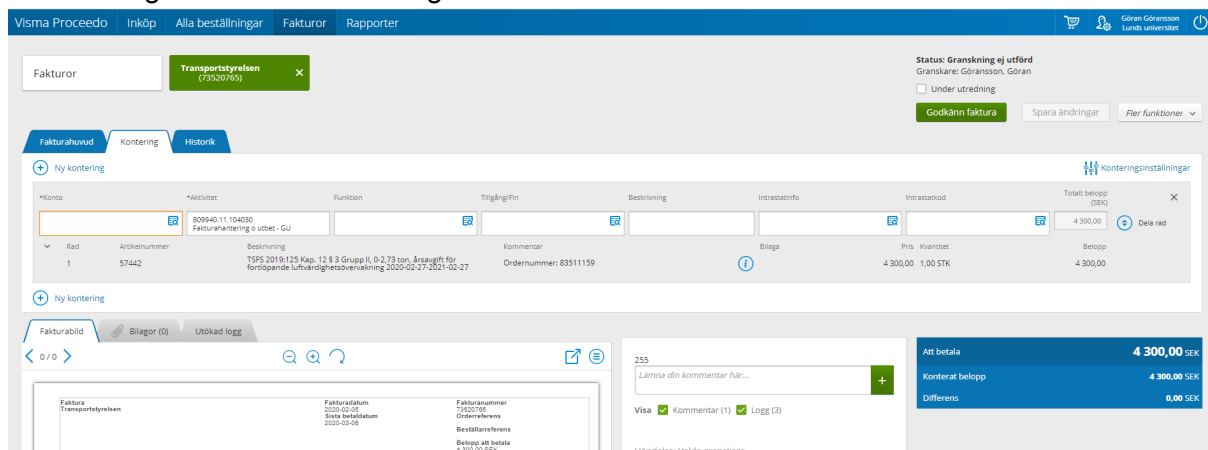 Visma Proceedo Inköp Alla beställningar Fakturor Rapporter Göran Göransson
Lunds universitet
Fakturor
Transportstyrelsen
(73520765)
Status: Granskning ej utförd
Granskare: Göransson, Göran
Under utredning
Godkänn faktura Spara ändringar Fler funktioner
Fakturahuvud Kontering Historik
Ny kontering Konteringsinställningar
*Konto *Aktivitet Funktion Tillgång/Fin Beskrivning Intrastatinfo Intrastatkod Totalt belopp
(SEK)
809940.11.104030
Fakturahantering o utbet - GU
4 300,00 Dela rad
Rad Artikelnummer Beskrivning Kommentar Bilaga Pris Kvantitet Belopp
1 57442 TSFS 2019:125 Kap. 12 § 3 Grupp II, 0-2,73 ton, årsavgift för
fortlöpande luftvärdighetsövervakning 2020-02-27-2021-02-27
Ordernummer: 83511159 4 300,00 1,00 STK 4 300,00
Ny kontering
Fakturabild Bilagor (0) Utökad logg
0 / 0
Faktura
Transportstyrelsen
Fakturadatum
2020-02-05
Sista betaldatum
2020-03-06
Fakturanummer
73520765
Orderreferens
Beställarreferens
Belopp att betala
4 300,00 SEK
255
Lämna din kommentar här...
+
Visa Kommentar (1) Logg (3)
Att betala 4 300,00 SEK
Konterat belopp 4 300,00 SEK
Differens 0,00 SEK